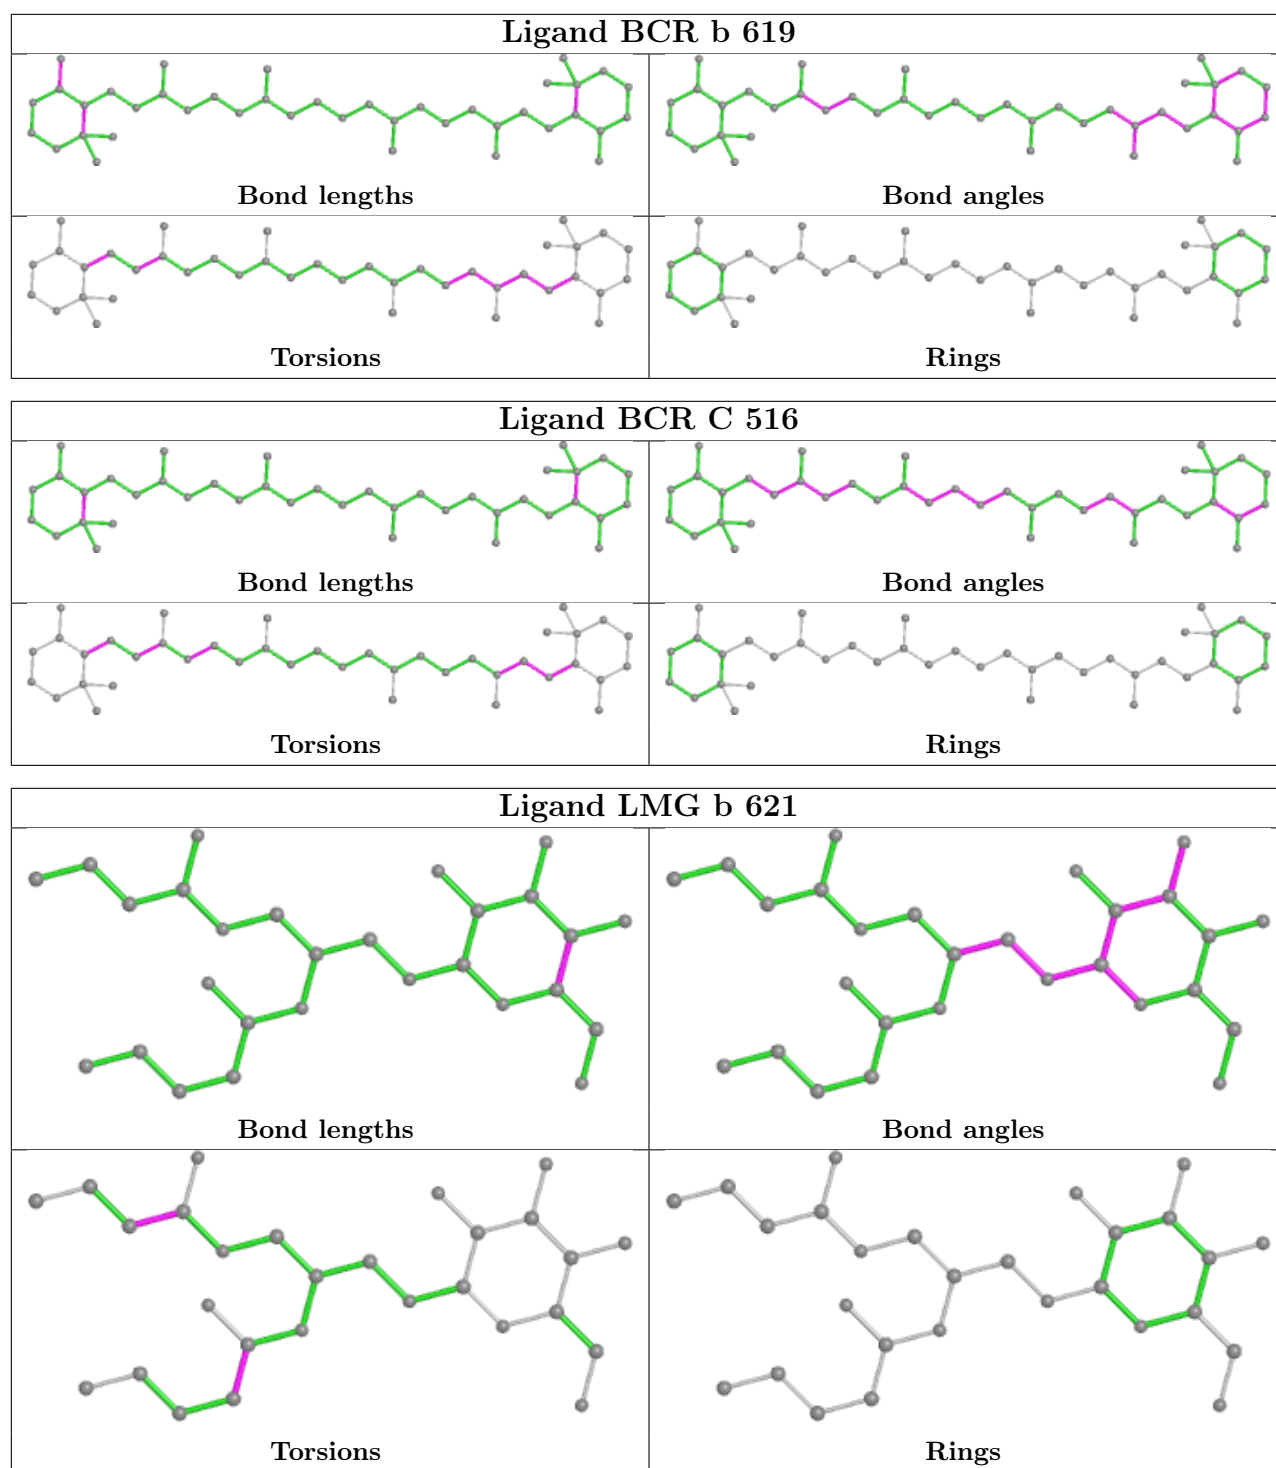 Ligand BCR b 619
Bond lengths
Bond angles
Torsions
Rings
Ligand BCR C 516
Bond lengths
Bond angles
Torsions
Rings
Ligand LMG b 621
Bond lengths
Bond angles
Torsions
Rings